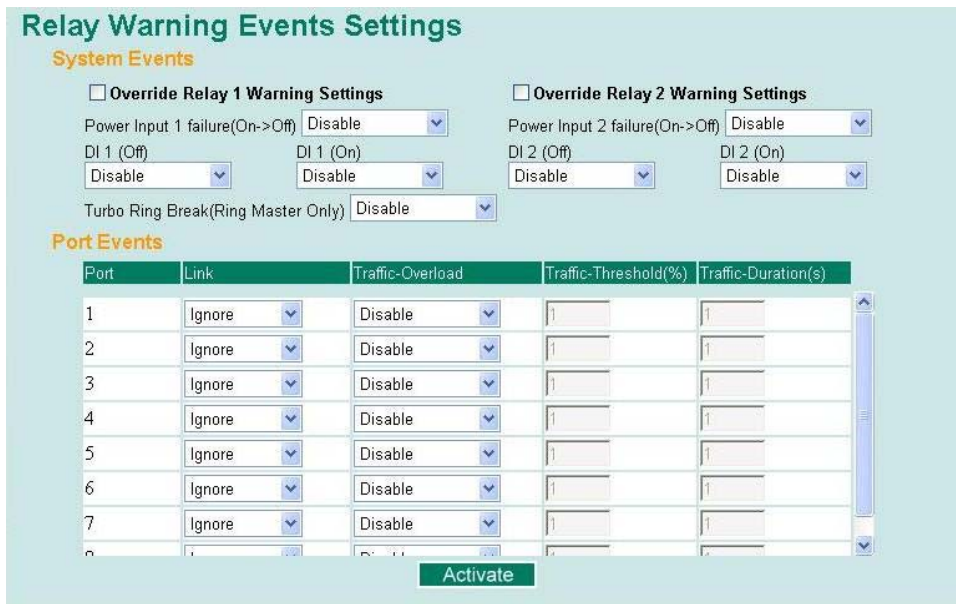 Relay Warning Events Settings
System Events
Override Relay 1 Warning Settings Override Relay 2 Warning Settings
Power Input 1 failure(On->Off) Disable Power Input 2 failure(On->Off) Disable
DI 1 (Off) DI 1 (On) DI 2 (Off) DI 2 (On)
Disable Disable Disable Disable
Turbo Ring Break(Ring Master Only) Disable
Port Events
Port Link Traffic-Overload Traffic-Threshold(%) Traffic-Duration(s)
1 Ignore Disable 1 1
2 Ignore Disable 1 1
3 Ignore Disable 1 1
4 Ignore Disable 1 1
5 Ignore Disable 1 1
6 Ignore Disable 1 1
7 Ignore Disable 1 1
Activate